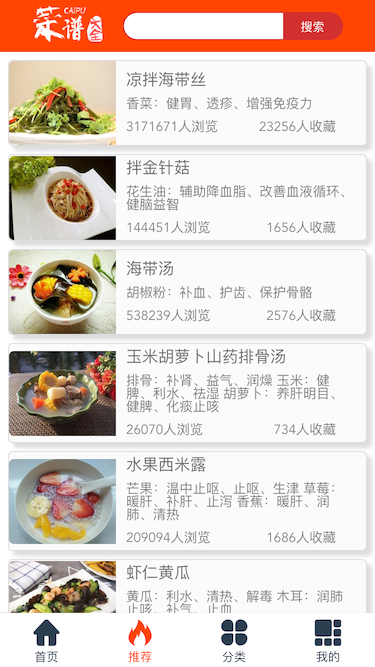 菜谱
CAIPU
大全
搜索
凉拌海带丝
香菜：健胃、透疹、增强免疫力
3171671人浏览 23256人收藏
拌金针菇
花生油：辅助降血脂、改善血液循环、
健脑益智
144451人浏览 1656人收藏
海带汤
胡椒粉：补血、护齿、保护骨骼
538239人浏览 2576人收藏
玉米胡萝卜山药排骨汤
排骨：补肾、益气、润燥 玉米：健
脾、利水、祛湿 胡萝卜：养肝明目、
健脾、化痰止咳
26070人浏览 734人收藏
水果西米露
芒果：温中止呕、止呕、生津 草莓：
暖肝、补肝、止泻 香蕉：暖肝、润
肺、清热
209094人浏览 1686人收藏
虾仁黄瓜
黄瓜：利水、清热、解毒 木耳：润肺
止咳、补气、止血
首页 推荐 分类 我的